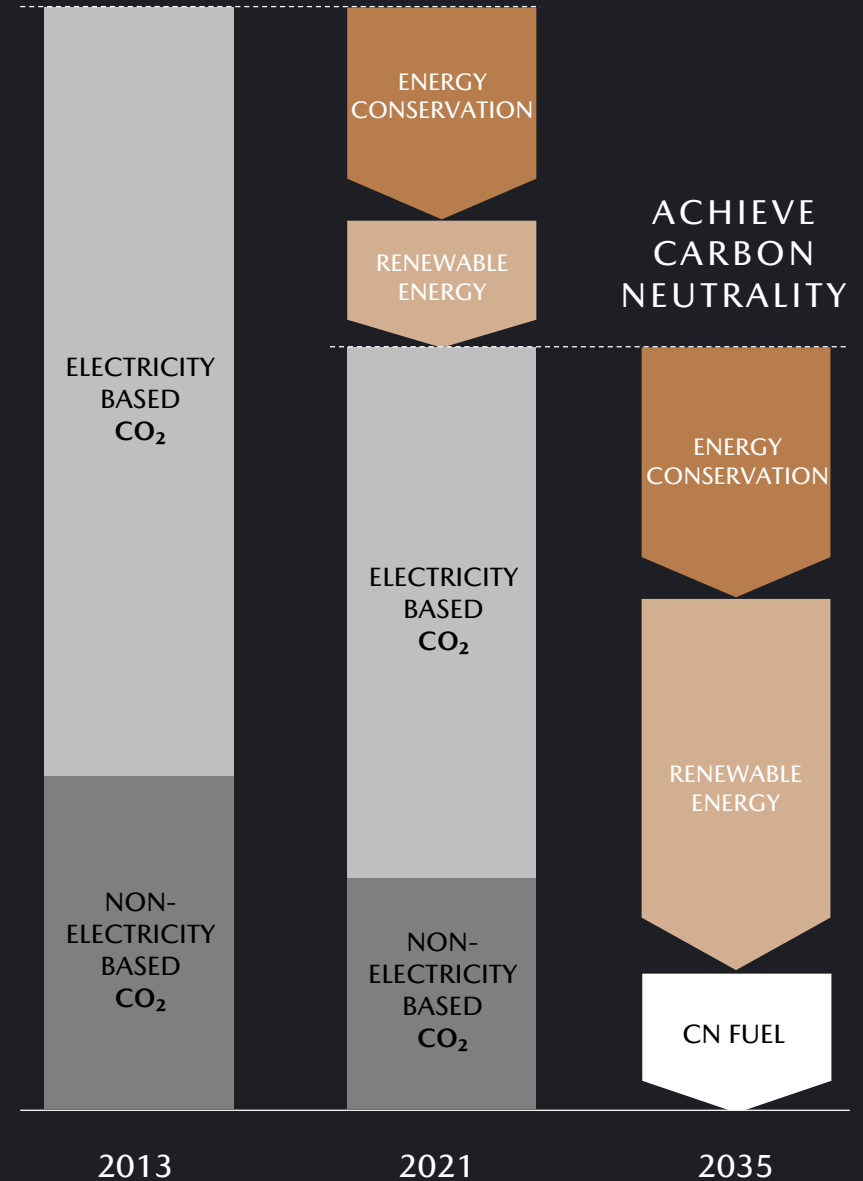 ELECTRICITY
BASED
CO₂
NON-
ELECTRICITY
BASED
CO₂
2013
ENERGY
CONSERVATION
RENEWABLE
ENERGY
ELECTRICITY
BASED
CO₂
NON-
ELECTRICITY
BASED
CO₂
2021
ACHIEVE
CARBON
NEUTRALITY
ENERGY
CONSERVATION
RENEWABLE
ENERGY
CN FUEL
2035